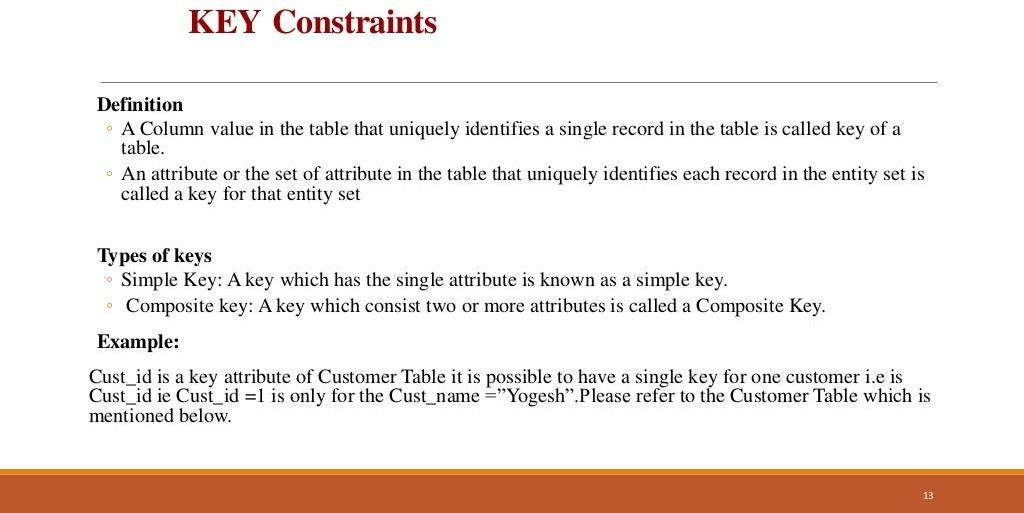 KEY Constraints
Definition
◦ A Column value in the table that uniquely identifies a single record in the table is called key of a
table.
◦ An attribute or the set of attribute in the table that uniquely identifies each record in the entity set is
called a key for that entity set
Types of keys
◦ Simple Key: A key which has the single attribute is known as a simple key.
◦ Composite key: A key which consist two or more attributes is called a Composite Key.
Example:
Cust_id is a key attribute of Customer Table it is possible to have a single key for one customer i.e is
Cust_id ie Cust_id =1 is only for the Cust_name =”Yogesh”.Please refer to the Customer Table which is
mentioned below.
13